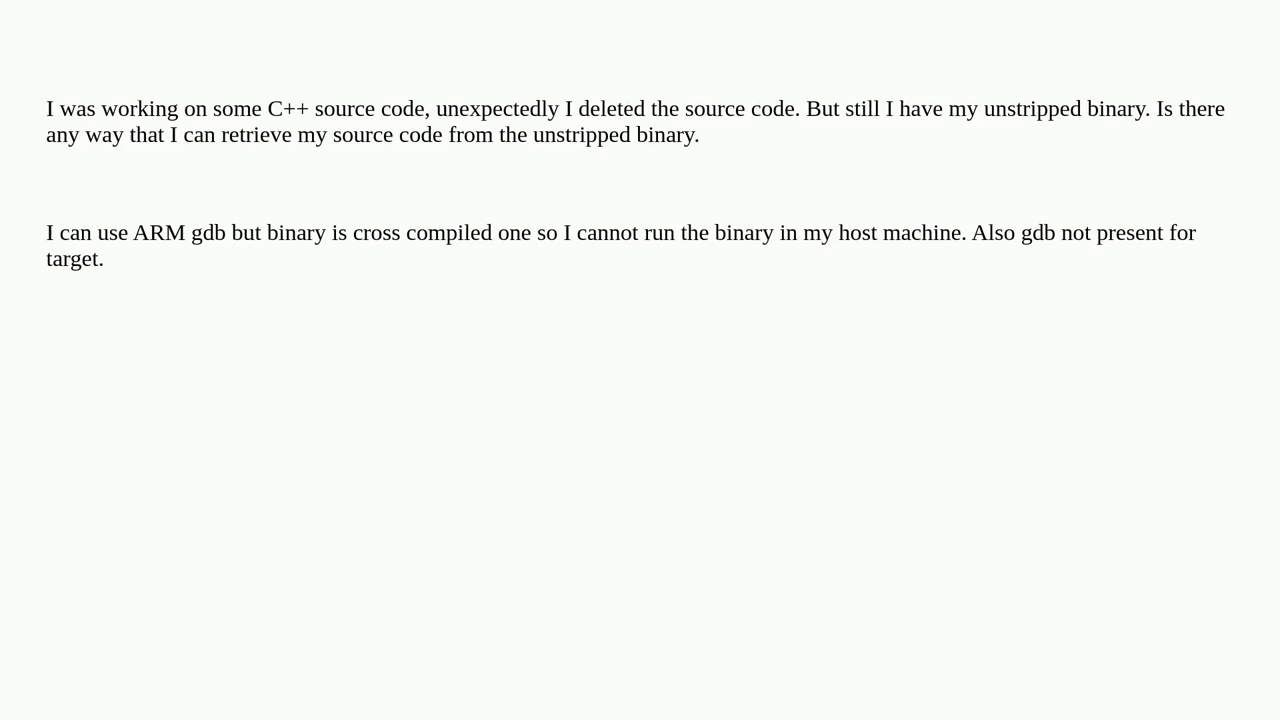 I was working on some C++ source code, unexpectedly I deleted the source code. But still I have my unstripped binary. Is there
any way that I can retrieve my source code from the unstripped binary.
I can use ARM gdb but binary is cross compiled one so I cannot run the binary in my host machine. Also gdb not present for
target.